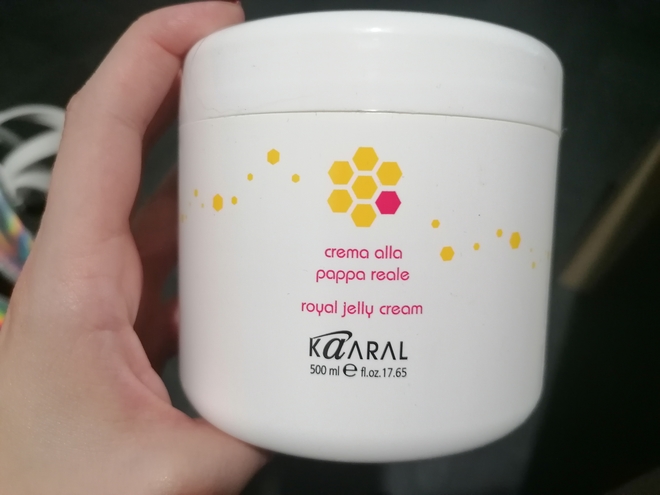 crema alla
pappa reale
royal jelly cream
KaARAL
500 ml e fl.oz.17.65